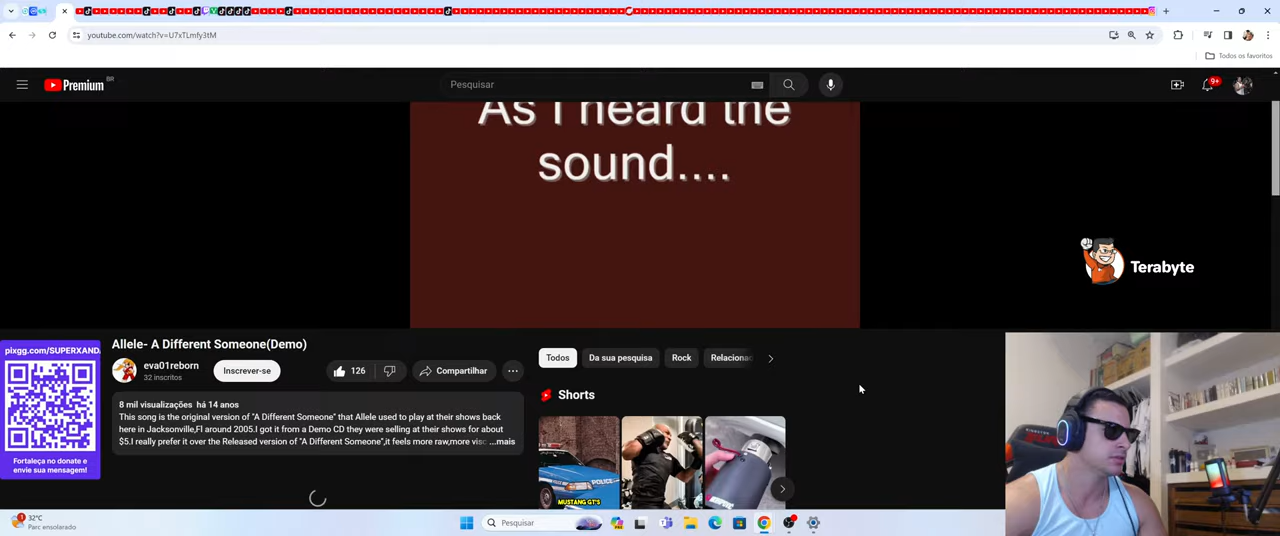 youtube.com/watch?v=U7xTLmfy3tM
Todos os favoritos
Premium BR
Pesquisar
9+
As I heard the
sound....
Terabyte
pixgg.com/SUPERXAND
Fortaleça no donate e
envie sua mensagem!
Allele- A Different Someone(Demo)
eva01reborn
32 inscritos
Inscrever-se
126
Compartilhar
8 mil visualizações há 14 anos
This song is the original version of "A Different Someone" that Allele used to play at their shows back
here in Jacksonville,Fl around 2005.I got it from a Demo CD they were selling at their shows for about
$5.I really prefer it over the Released version of "A Different Someone",it feels more raw,more visc ...mais
Todos
Da sua pesquisa
Rock
Relacionad
Shorts
POLICE
MUSTANG GT'S
1
32°C
Parc ensolarado
Pesquisar